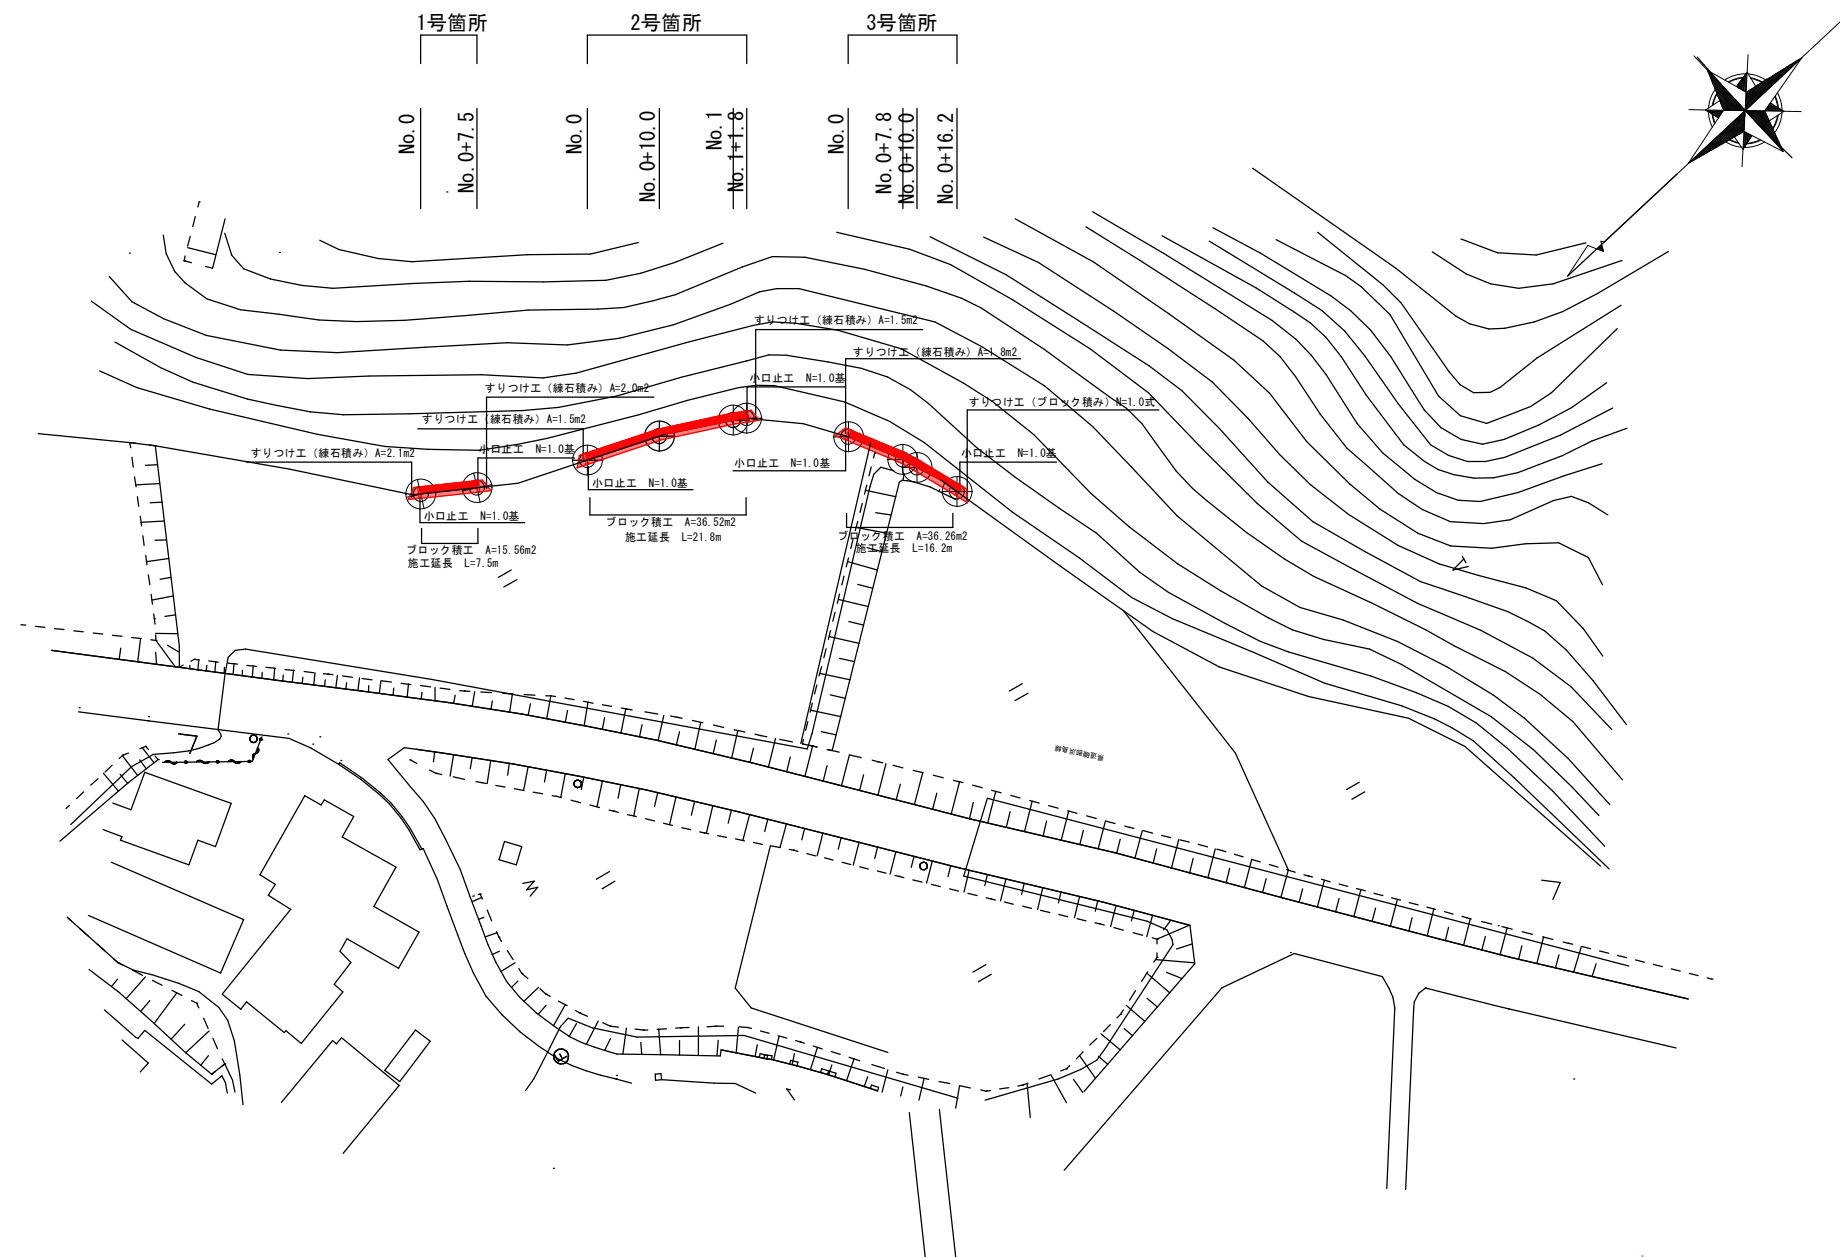 1号箇所
2号箇所
3号箇所
No.0
No.0+7.5
No.0
No.0+10.0
No.1
No.1+1.8
No.0
No.0+7.8
No.0+10.0
No.0+16.2
すりつけ工（練石積み）A=1.5m2
すりつけ工（練石積み）A=1.8m2
小口止工 N=1.0基
すりつけ工（練石積み）A=2.0m2
すりつけ工（ブロック積み）N=1.0式
すりつけ工（練石積み）A=1.5m2
すりつけ工（練石積み）A=2.1m2
小口止工 N=1.0基
小口止工 N=1.0基
小口止工 N=1.0基
小口止工 N=1.0基
小口止工 N=1.0基
ブロック積工 A=36.52m2
施工延長 L=21.8m
ブロック積工 A=36.26m2
施工延長 L=16.2m
ブロック積工 A=15.56m2
施工延長 L=7.5m